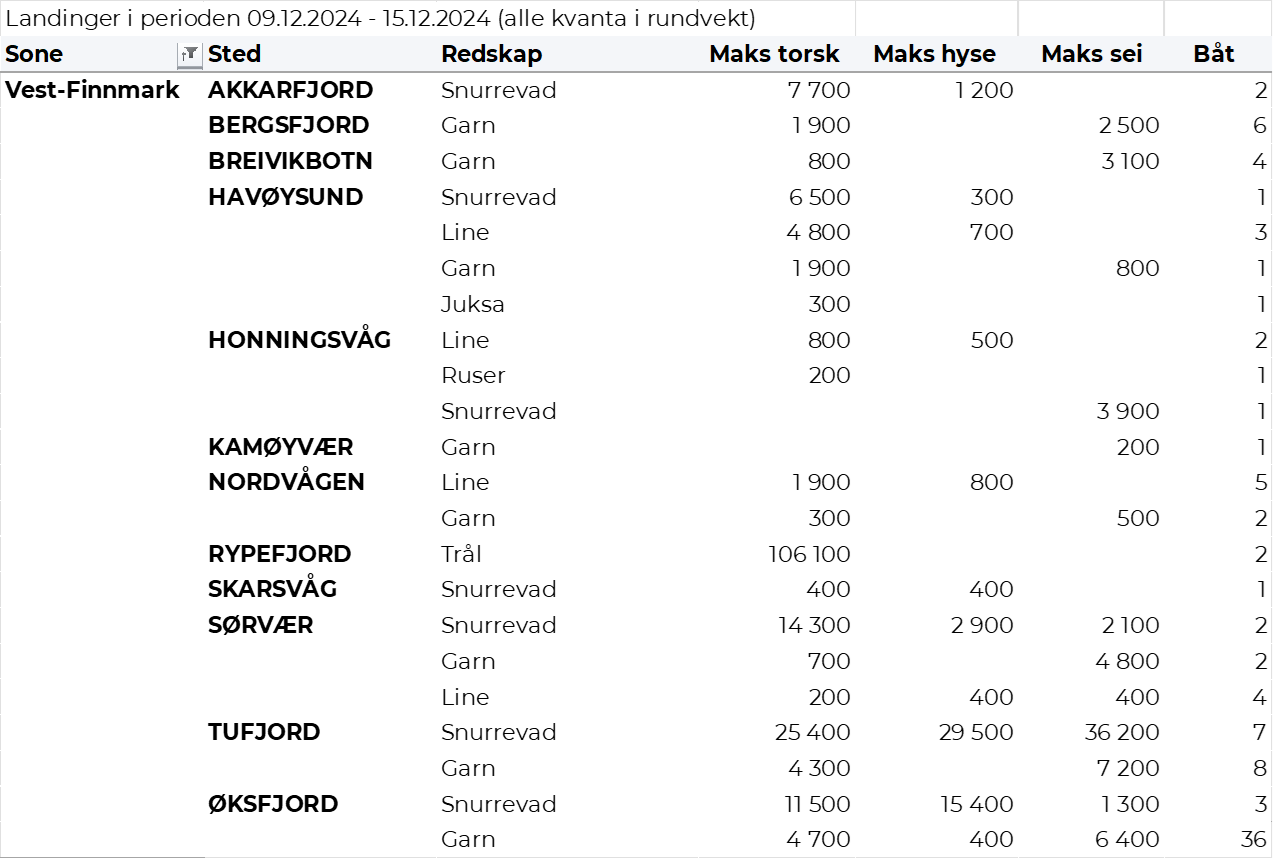 Landinger i perioden 09.12.2024 - 15.12.2024 (alle kvanta i rundvekt)
Sone Sted Redskap Maks torsk Maks hyse Maks sei Båt
Vest-Finnmark AKKARFJORD Snurrevad 7 700 1 200 2
BERGSFJORD Garn 1 900 2 500 6
BREIVIKBOTN Garn 800 3 100 4
HAVØYSUND Snurrevad 6 500 300 1
Line 4 800 700 3
Garn 1 900 800 1
Juksa 300 1
HONNINGSVÅG Line 800 500 2
Ruser 200 1
Snurrevad 3 900 1
KAMØYVÆR Garn 200 1
NORDVÅGEN Line 1 900 800 5
Garn 300 500 2
RYPEFJORD Trål 106 100 2
SKARSVÅG Snurrevad 400 400 1
SØRVÆR Snurrevad 14 300 2 900 2 100 2
Garn 700 4 800 2
Line 200 400 400 4
TUFJORD Snurrevad 25 400 29 500 36 200 7
Garn 4 300 7 200 8
ØKSFJORD Snurrevad 11 500 15 400 1 300 3
Garn 4 700 400 6 400 36